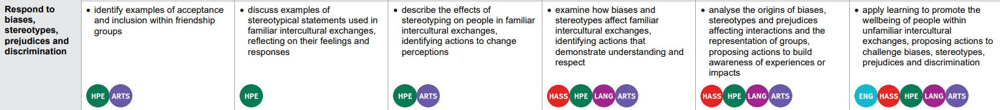 Respond to
biases,
stereotypes,
prejudices and
discrimination
• identify examples of acceptance
and inclusion within friendship
groups
HPE ARTS
• discuss examples of
stereotypical statements used in
familiar intercultural exchanges,
reflecting on their feelings and
responses
HPE
• describe the effects of
stereotyping on people in familiar
intercultural exchanges,
identifying actions to change
perceptions
HPE ARTS
• examine how biases and
stereotypes affect familiar
intercultural exchanges,
identifying actions that
demonstrate understanding and
respect
HASS HPE LANG ARTS
• analyse the origins of biases,
stereotypes and prejudices
affecting interactions and the
representation of groups,
proposing actions to build
awareness of experiences or
impacts
HASS HPE LANG ARTS
• apply learning to promote the
wellbeing of people within
unfamiliar intercultural
exchanges, proposing actions to
challenge biases, stereotypes,
prejudices and discrimination
ENG HASS HPE LANG ARTS